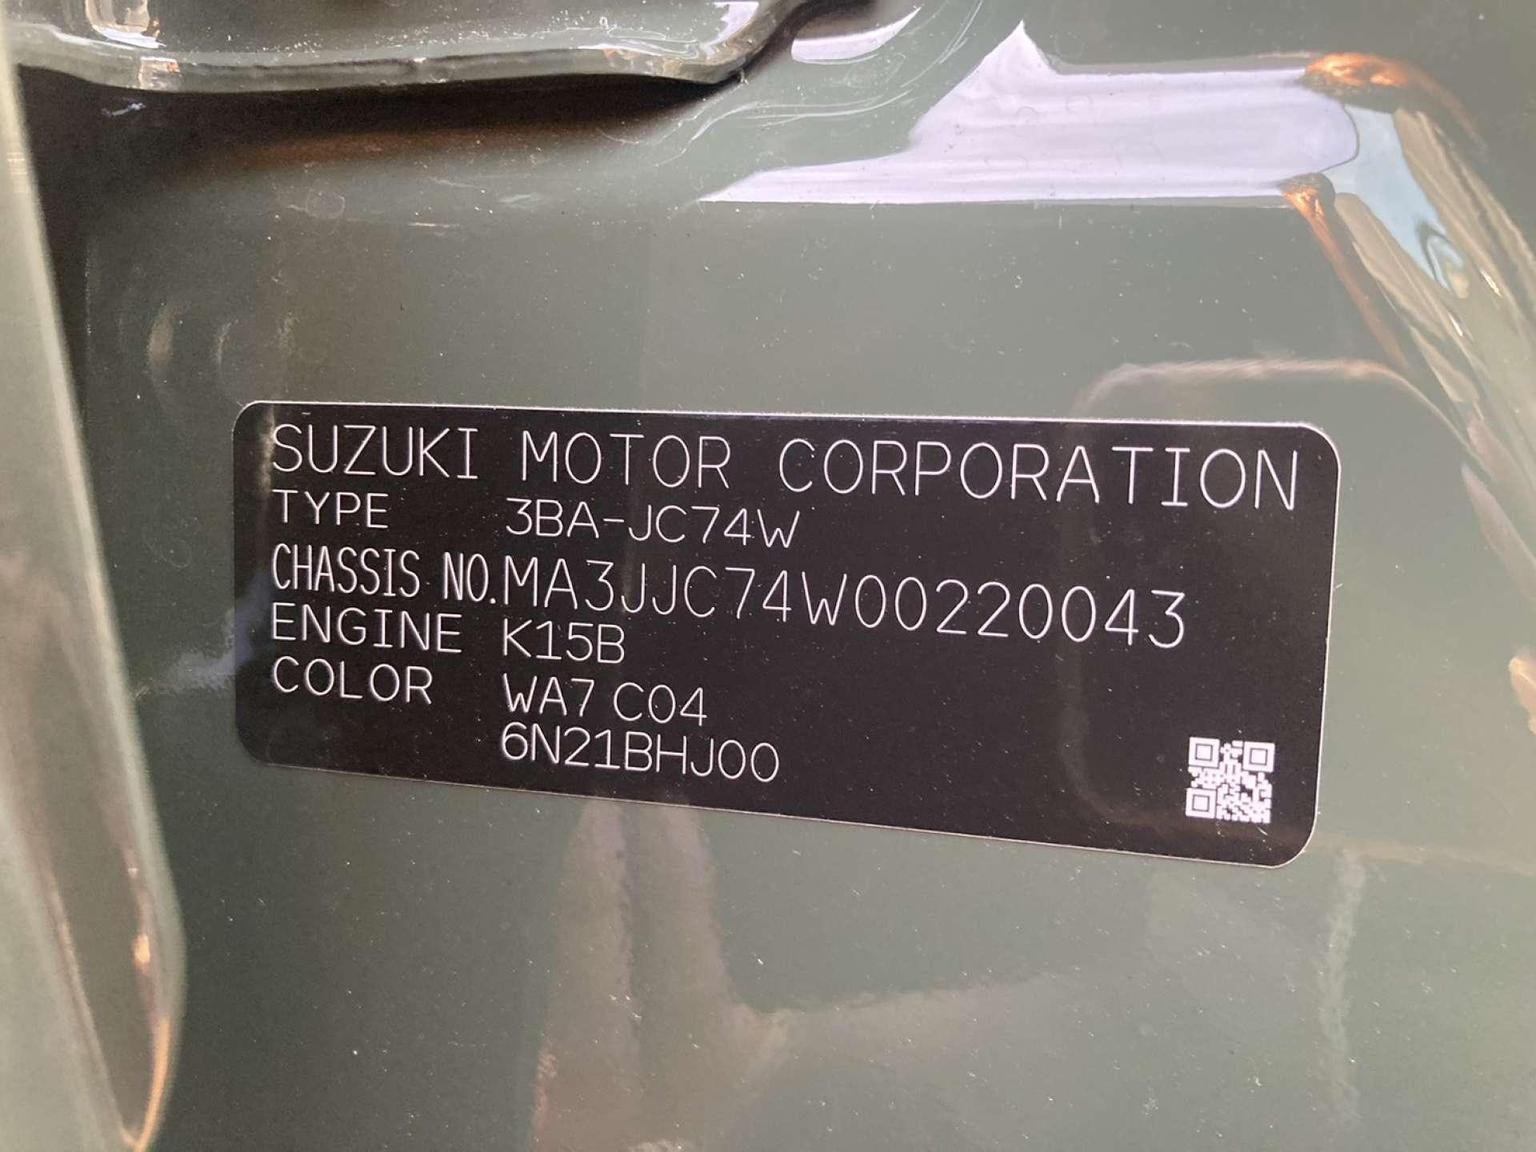 SUZUKI MOTOR CORPORATION
TYPE 3BA-JC74W
CHASSIS NO. MA3JJC74W00220043
ENGINE K15B
COLOR WA7 C04
6N21BHJ00